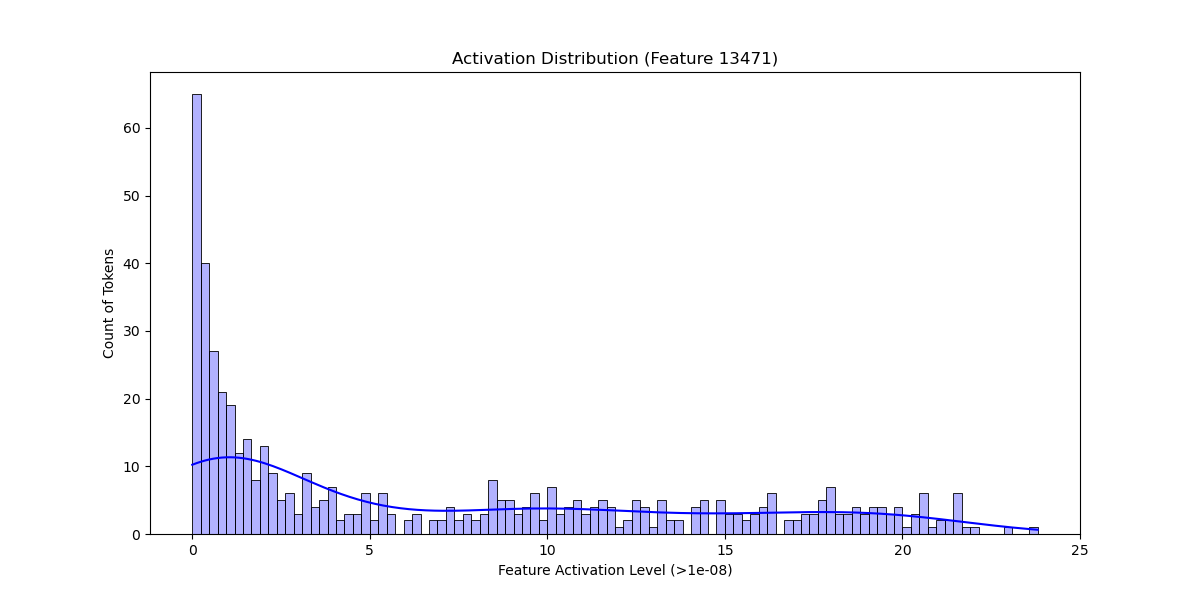 Activation Distribution (Feature 13471)
Count of Tokens
60
50
40
30
20
10
0
0 5 10 15 20 25
Feature Activation Level (>1e-08)